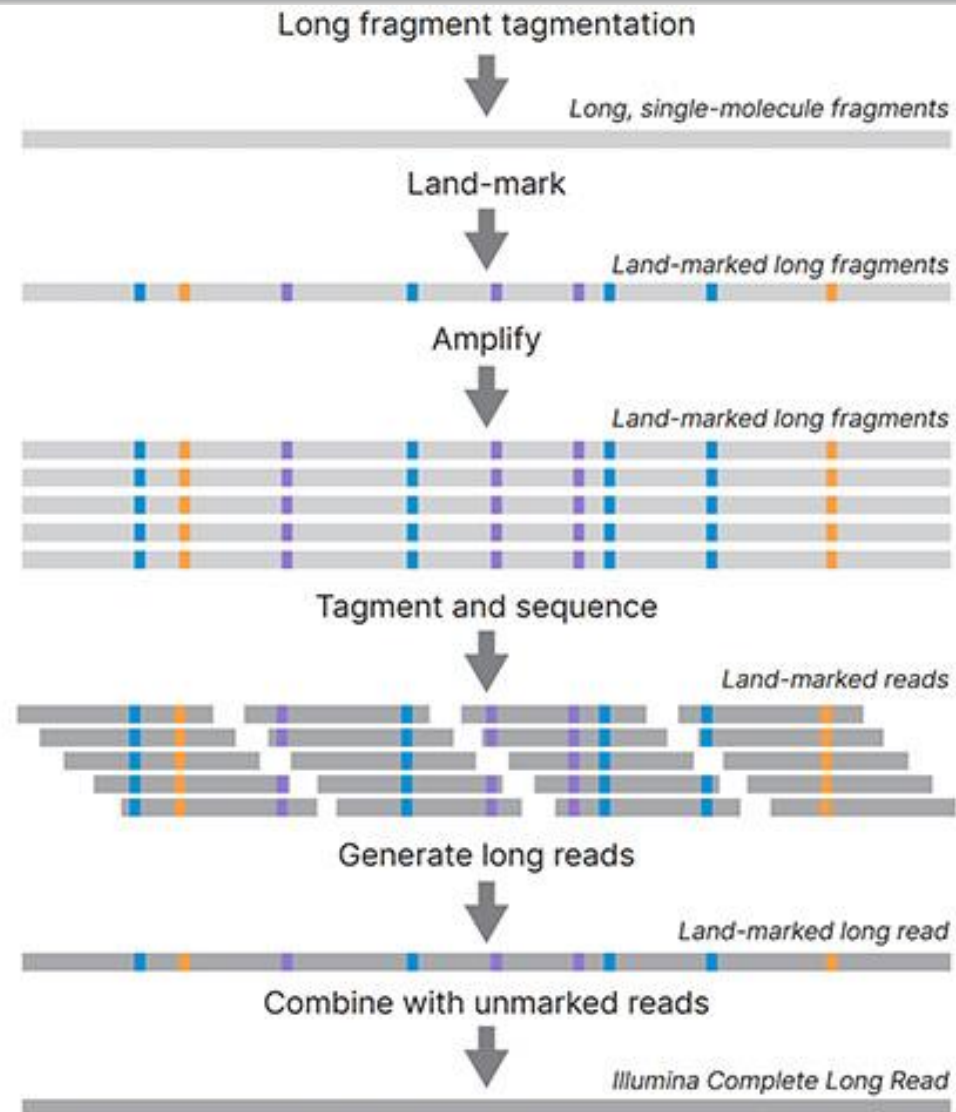 Long fragment tagmentation
Long, single-molecule fragments
Land-mark
Land-marked long fragments
Amplify
Land-marked long fragments
Tagment and sequence
Land-marked reads
Generate long reads
Land-marked long read
Combine with unmarked reads
Illumina Complete Long Read